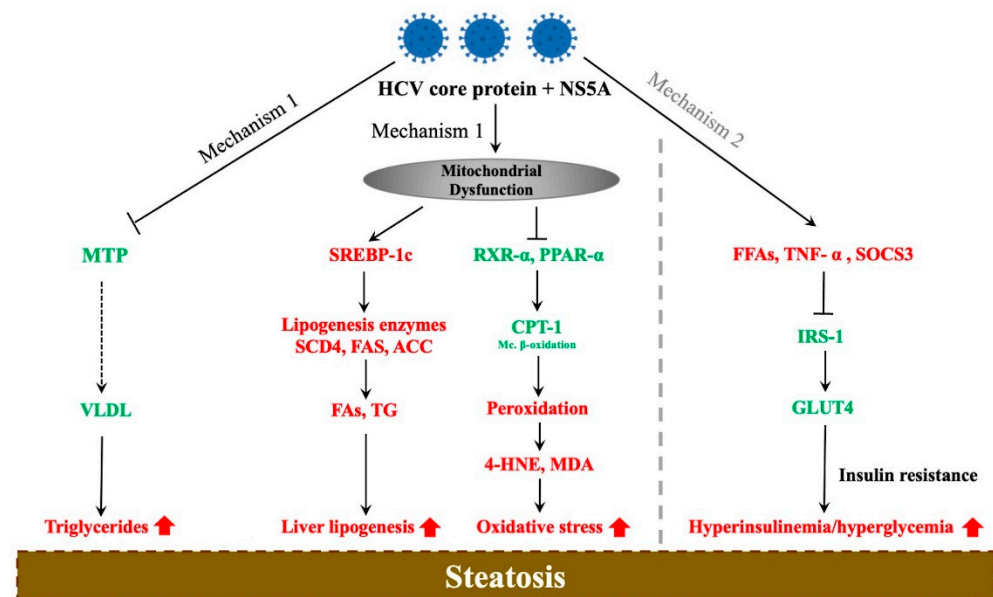 HCV core protein + NS5A
Mechanism 1
Mechanism 1
Mechanism 2
Mitochondrial
Dysfunction
MTP
SREBP-1c
RXR-α, PPAR-α
FFAs, TNF- α , SOCS3
Lipogenesis enzymes
SCD4, FAS, ACC
CPT-1
Mc. β-oxidation
IRS-1
VLDL
FAs, TG
Peroxidation
GLUT4
4-HNE, MDA
Insulin resistance
Triglycerides
Liver lipogenesis
Oxidative stress
Hyperinsulinemia/hyperglycemia
Steatosis